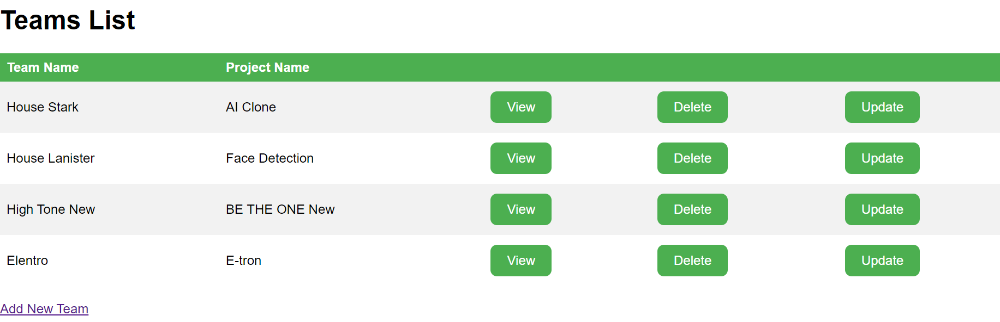 Teams List
Team Name Project Name
House Stark AI Clone View Delete Update
House Lanister Face Detection View Delete Update
High Tone New BE THE ONE New View Delete Update
Elentro E-tron View Delete Update
Add New Team